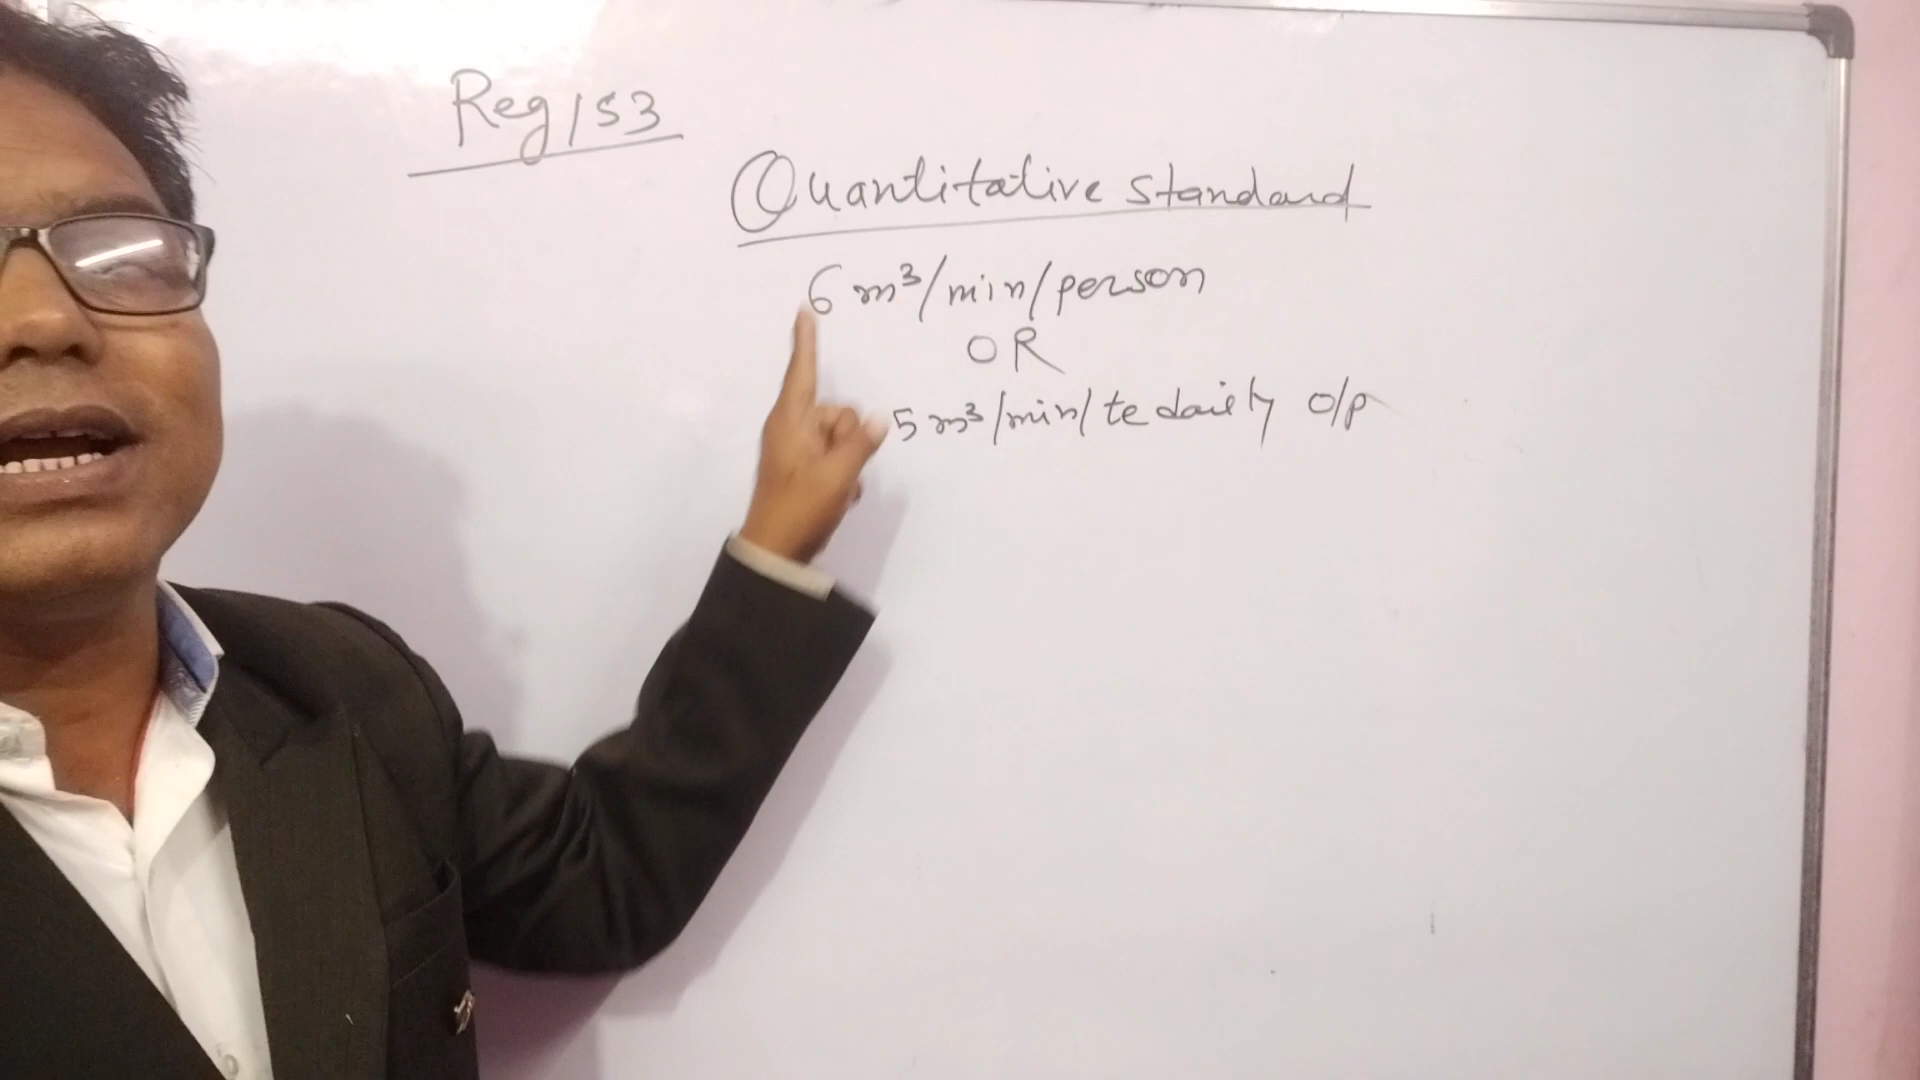 Reg 153
Quantitative standard
6 m³/min/person
OR
5 m³/min/te daily o/p